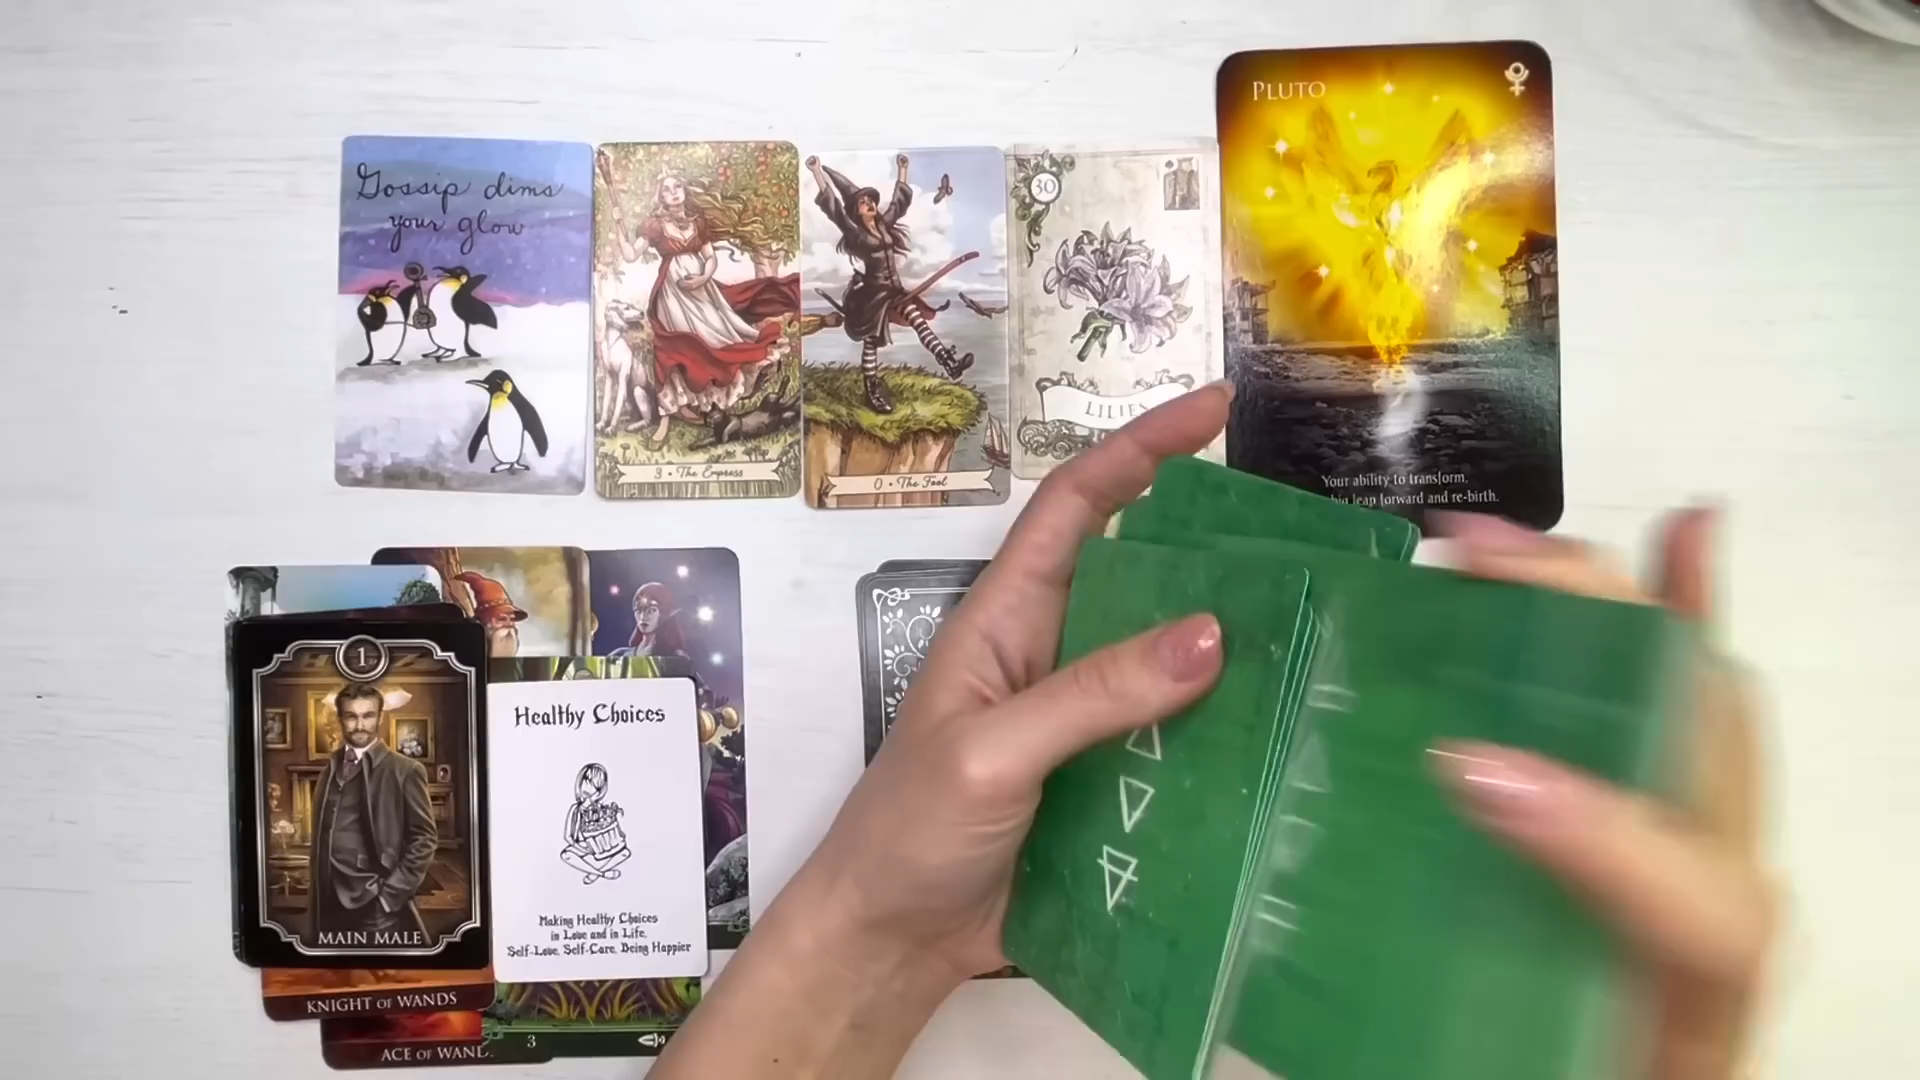 Gossip dims
your glow
3 • The Empress
0 • The Fool
30
LILIES
PLUTO
Your ability to transform,
big leap forward and re-birth.
1
MAIN MALE
KNIGHT OF WANDS
ACE OF WAND
3
Healthy Choices
Making Healthy Choices
in Love and in Life,
Self-Love, Self-Care, Being Happier